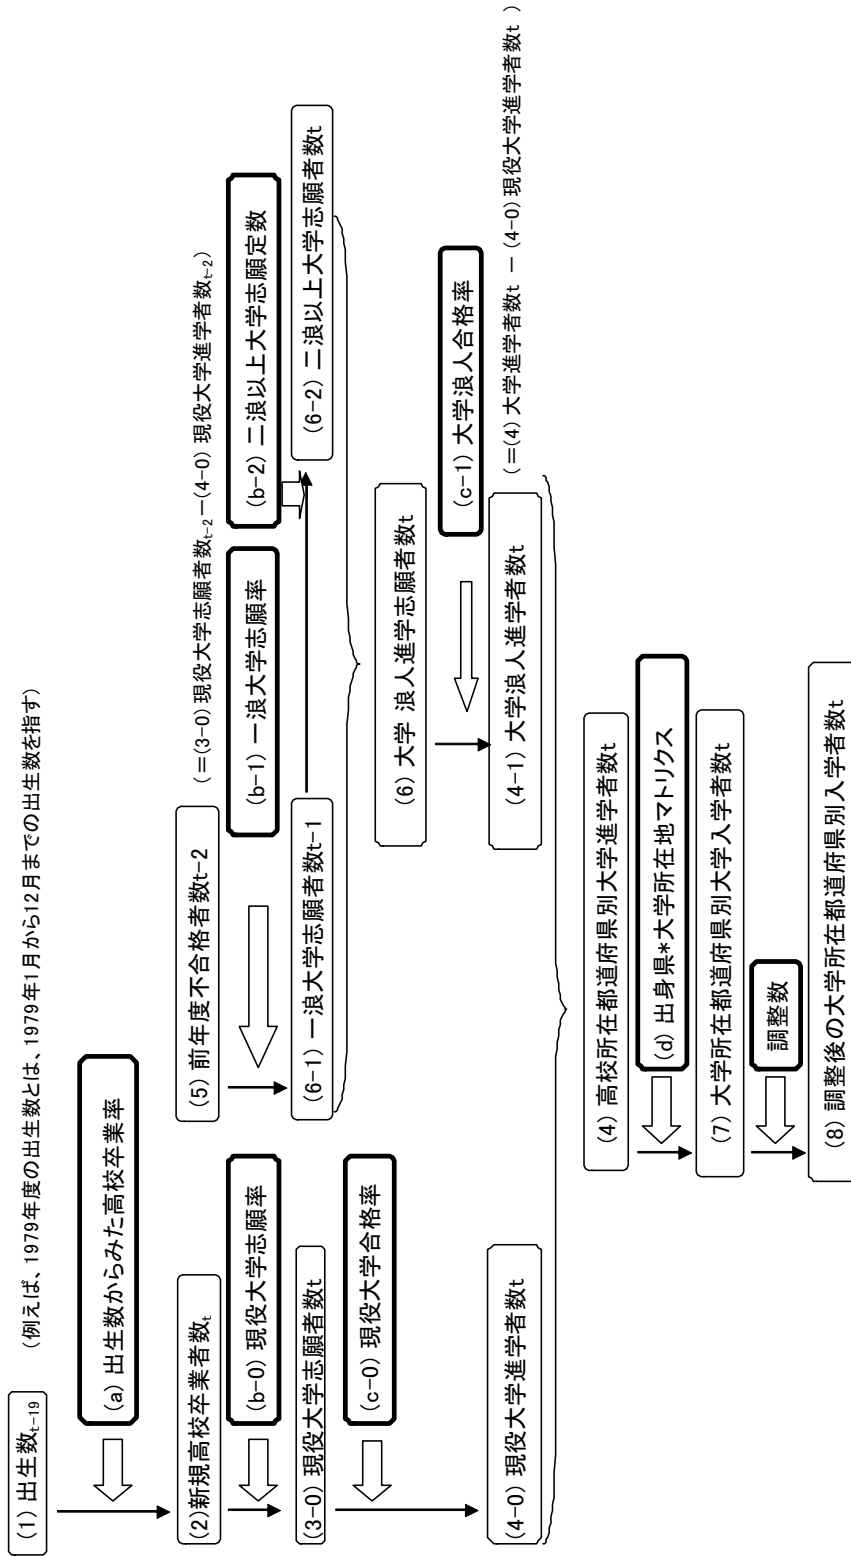 (1) 出生数t-19
(例えば、1979年度の出生数とは、1979年1月から12月までの出生数を指す)
(a) 出生数からみた高校卒業率
(2)新規高校卒業者数t
(b-0) 現役大学志願率
(3-0) 現役大学志願者数t
(c-0) 現役大学合格率
(4-0) 現役大学進学者数t
(5) 前年度不合格者数t-2
(=(3-0) 現役大学志願者数t-2 −(4-0) 現役大学進学者数t-2)
(b-1) 一浪大学志願率
(b-2) 二浪以上大学志願定数
(6-1) 一浪大学志願者数t-1
(6-2) 二浪以上大学志願者数t
(6) 大学 浪人進学志願者数t
(c-1) 大学浪人合格率
(4-1) 大学浪人進学者数t
(=(4) 大学進学者数t − (4-0) 現役大学進学者数t )
(4) 高校所在都道府県別大学進学者数t
(d) 出身県*大学所在地マトリクス
(7) 大学所在都道府県別大学入学者数t
調整数
(8) 調整後の大学所在都道府県別入学者数t